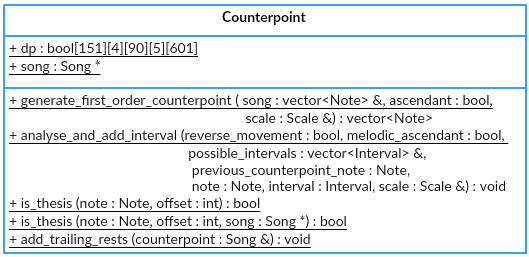 Counterpoint
+ dp : bool[151][4][90][5][601]
+ song : Song *
+ generate_first_order_counterpoint ( song : vector<Note> &, ascendant : bool,
scale : Scale &) : vector<Note>
+ analyse_and_add_interval (reverse_movement : bool, melodic_ascendant : bool,
possible_intervals : vector<Interval> &,
previous_counterpoint_note : Note,
note : Note, interval : Interval, scale : Scale &) : void
+ is_thesis (note : Note, offset : int) : bool
+ is_thesis (note : Note, offset : int, song : Song *) : bool
+ add_trailing_rests (counterpoint : Song &) : void